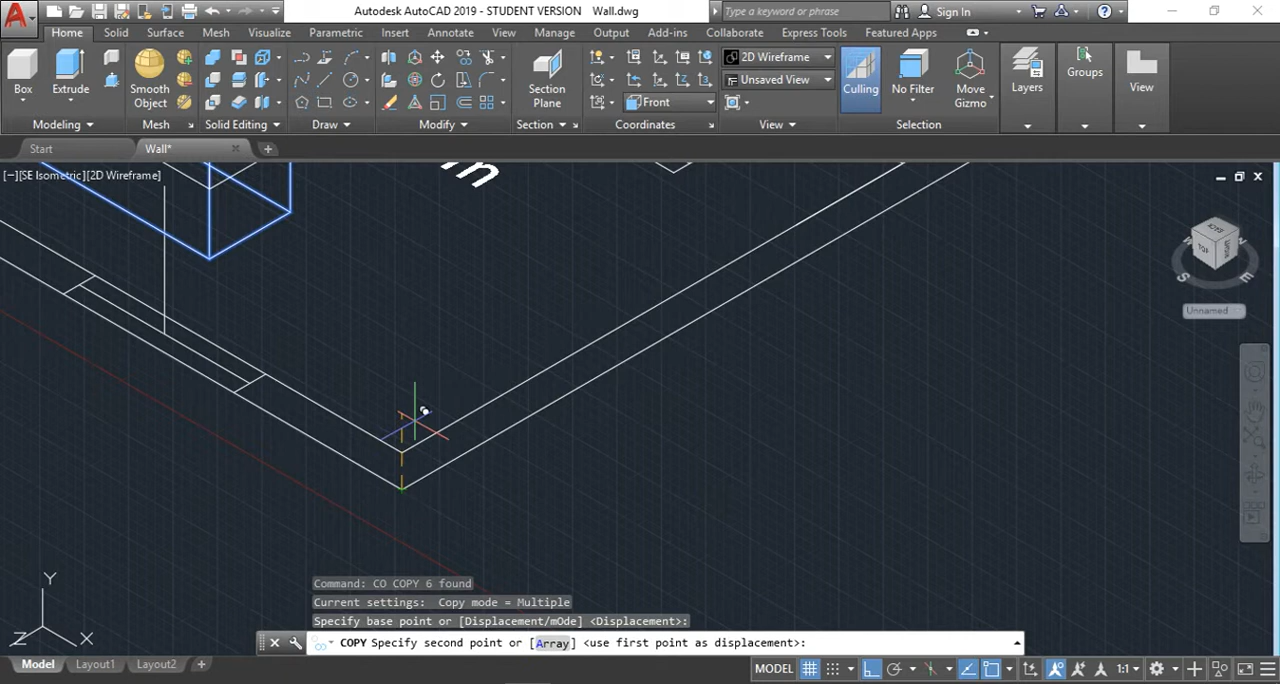 Autodesk AutoCAD 2019 - STUDENT VERSION Wall.dwg
Type a keyword or phrase
Sign In
Home Solid Surface Mesh Visualize Parametric Insert Annotate View Manage Output Add-ins Collaborate Express Tools Featured Apps
Box
Extrude
Smooth
Object
Section
Plane
2D Wireframe
Unsaved View
Front
Culling
No Filter
Move
Gizmo
Layers
Groups
View
Modeling
Mesh
Solid Editing
Draw
Modify
Section
Coordinates
View
Selection
Start
Wall*
[−][SE Isometric][2D Wireframe]
BACK
TOP
W
N
S
E
Unnamed
Y
Z
X
Command: CO COPY 6 found
Current settings: Copy mode = Multiple
Specify base point or [Displacement/mOde] <Displacement>:
COPY Specify second point or [Array] <use first point as displacement>:
Model Layout1 Layout2
MODEL
1:1